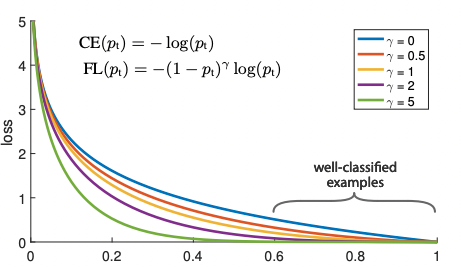 5
CE(pt) = − log(pt)
FL(pt) = −(1 − pt)^γ log(pt)
γ = 0
γ = 0.5
γ = 1
γ = 2
γ = 5
4
3
loss
2
well-classified
examples
1
0
0 0.2 0.4 0.6 0.8 1